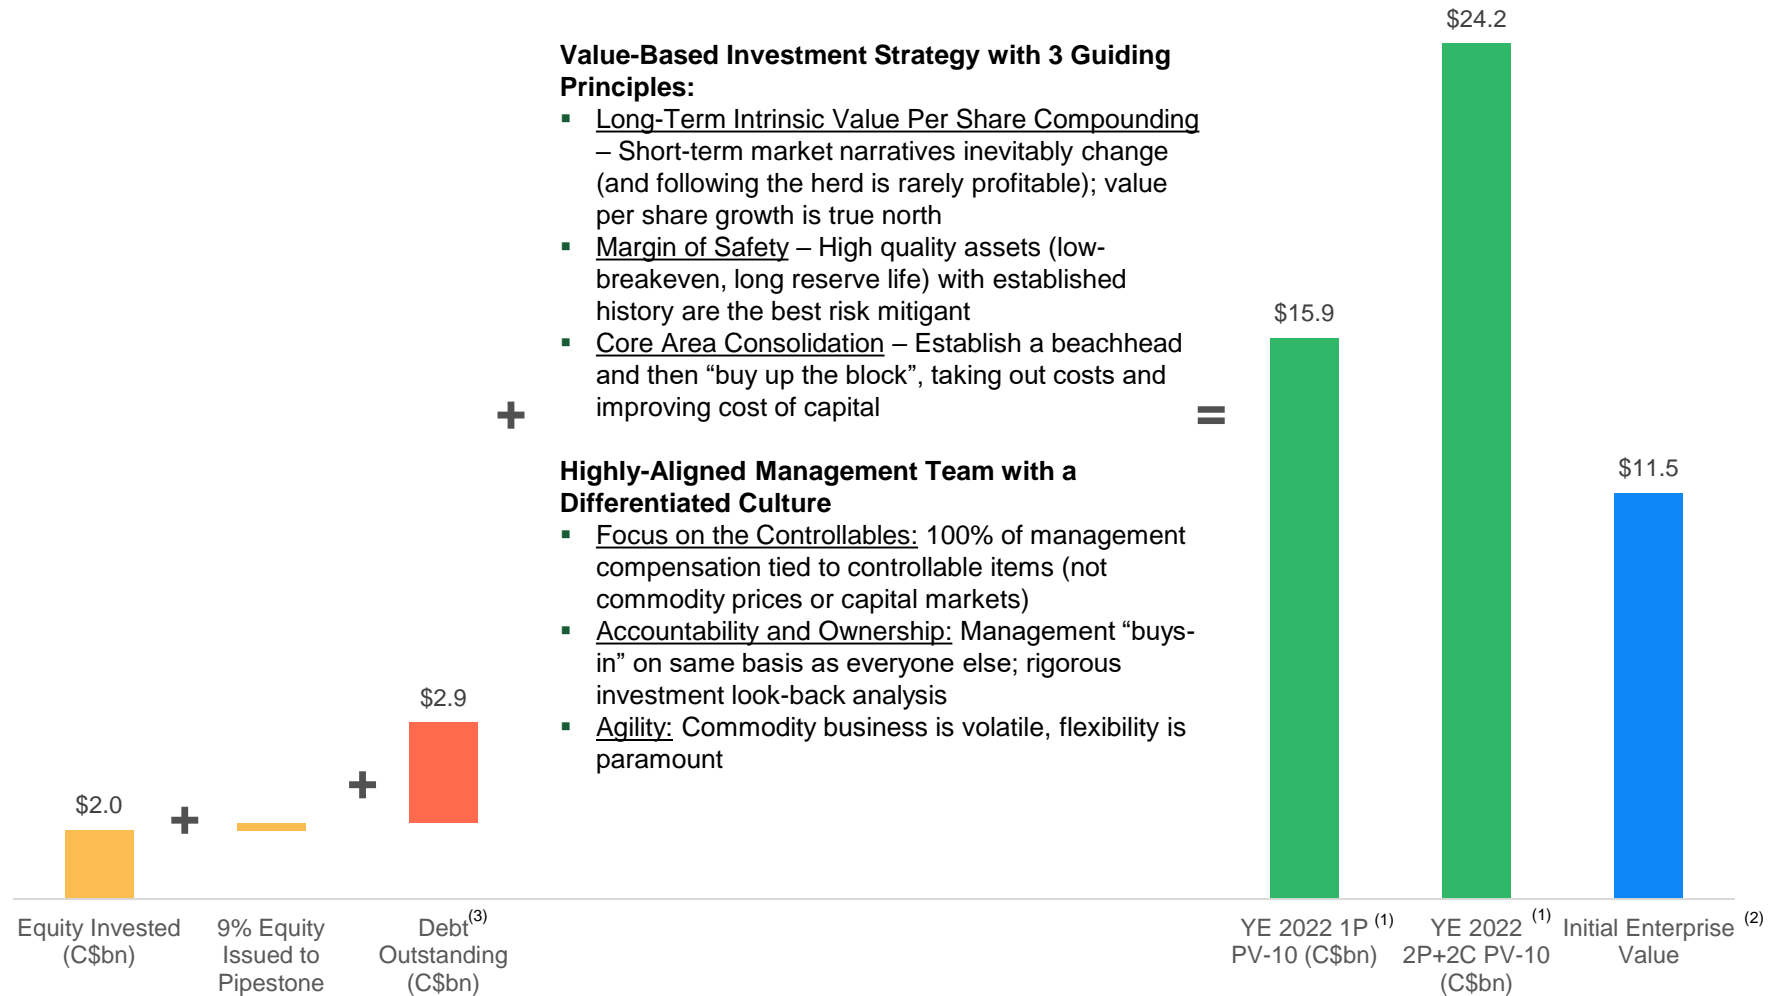 $24.2
Value-Based Investment Strategy with 3 Guiding
Principles:
▪ Long-Term Intrinsic Value Per Share Compounding
– Short-term market narratives inevitably change
(and following the herd is rarely profitable); value
per share growth is true north
▪ Margin of Safety – High quality assets (low-
breakeven, long reserve life) with established
history are the best risk mitigant
▪ Core Area Consolidation – Establish a beachhead
and then “buy up the block”, taking out costs and
improving cost of capital
Highly-Aligned Management Team with a
Differentiated Culture
▪ Focus on the Controllables: 100% of management
compensation tied to controllable items (not
commodity prices or capital markets)
▪ Accountability and Ownership: Management “buys-
in” on same basis as everyone else; rigorous
investment look-back analysis
▪ Agility: Commodity business is volatile, flexibility is
paramount
$2.0
+
+
$2.9
+
=
$15.9
$11.5
Equity Invested
(C$bn)
9% Equity
Issued to
Pipestone
Debt(3)
Outstanding
(C$bn)
YE 2022 1P (1)
PV-10 (C$bn)
YE 2022 (1)
2P+2C PV-10
(C$bn)
Initial Enterprise (2)
Value